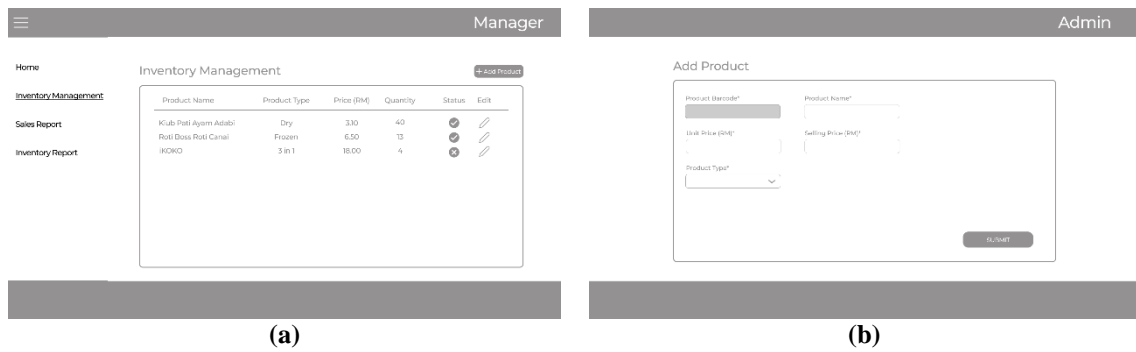 Manager
Home
Inventory Management
Sales Report
Inventory Report
Inventory Management
+ Add Product
Product Name Product Type Price (RM) Quantity Status Edit
Kiub Pati Ayam Adabi Dry 3.10 40
Roti Boss Roti Canai Frozen 6.50 13
IKOKO 3 in 1 18.00 4
(a)
Admin
Add Product
Product Barcode* Product Name*
Unit Price (RM)* Selling Price (RM)*
Product Type*
SUBMIT
(b)